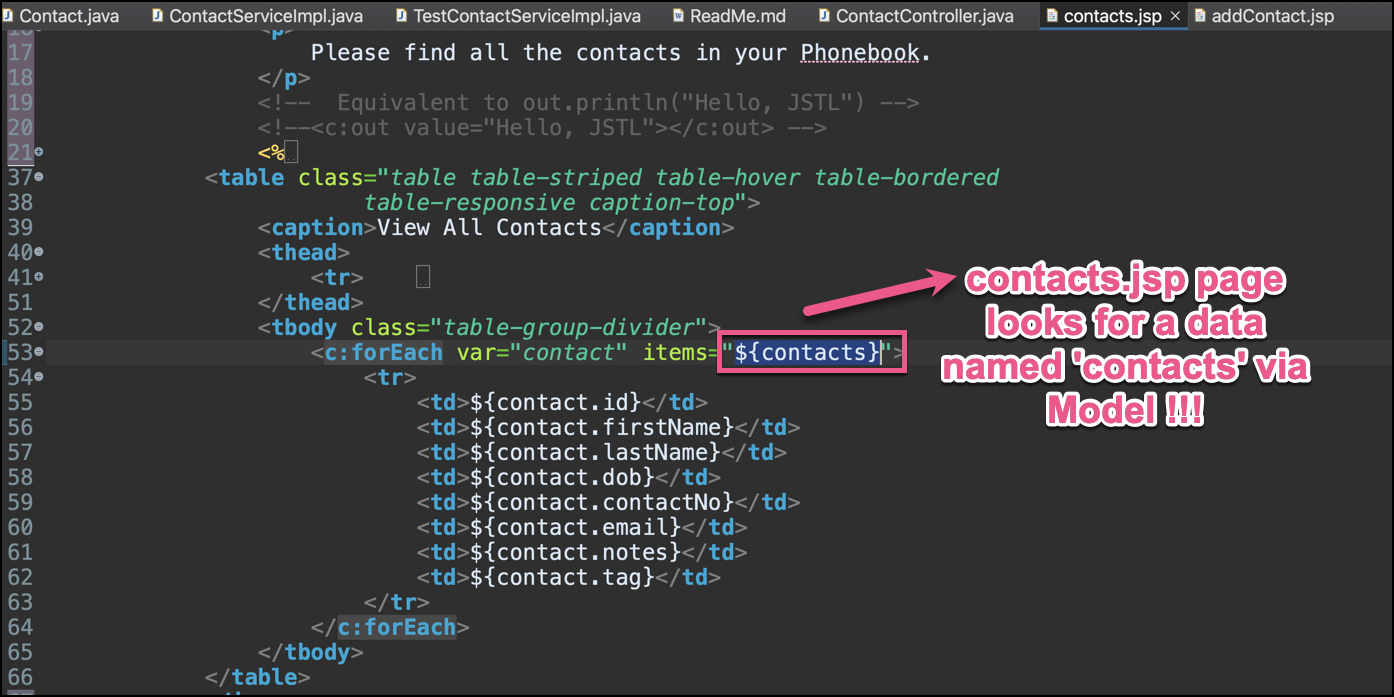 Contact.java ContactServiceImpl.java TestContactServiceImpl.java ReadMe.md ContactController.java contacts.jsp × addContact.jsp
16 <p>
17 Please find all the contacts in your Phonebook.
18 </p>
19 <!--  Equivalent to out.println("Hello, JSTL") -->
20 <!--<c:out value="Hello, JSTL"></c:out> -->
21 <%
37 <table class="table table-striped table-hover table-bordered
38 table-responsive caption-top">
39 <caption>View All Contacts</caption>
40 <thead>
41 <tr>
51 </thead>
52 <tbody class="table-group-divider">
53 <c:forEach var="contact" items="${contacts}">
54 <tr>
55 <td>${contact.id}</td>
56 <td>${contact.firstName}</td>
57 <td>${contact.lastName}</td>
58 <td>${contact.dob}</td>
59 <td>${contact.contactNo}</td>
60 <td>${contact.email}</td>
61 <td>${contact.notes}</td>
62 <td>${contact.tag}</td>
63 </tr>
64 </c:forEach>
65 </tbody>
66 </table>
contacts.jsp page
looks for a data
named 'contacts' via
Model !!!